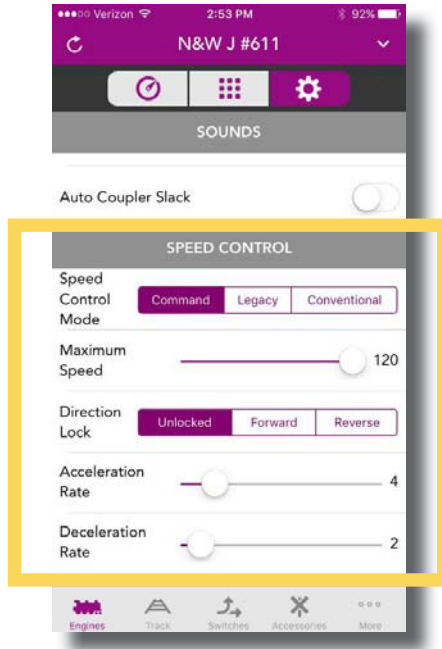 Verizon 2:53 PM 92%
N&W J #611
SOUNDS
Auto Coupler Slack
SPEED CONTROL
Speed Control Mode Command Legacy Conventional
Maximum Speed 120
Direction Lock Unlocked Forward Reverse
Acceleration Rate 4
Deceleration Rate 2
Engines Track Switches Accessories More